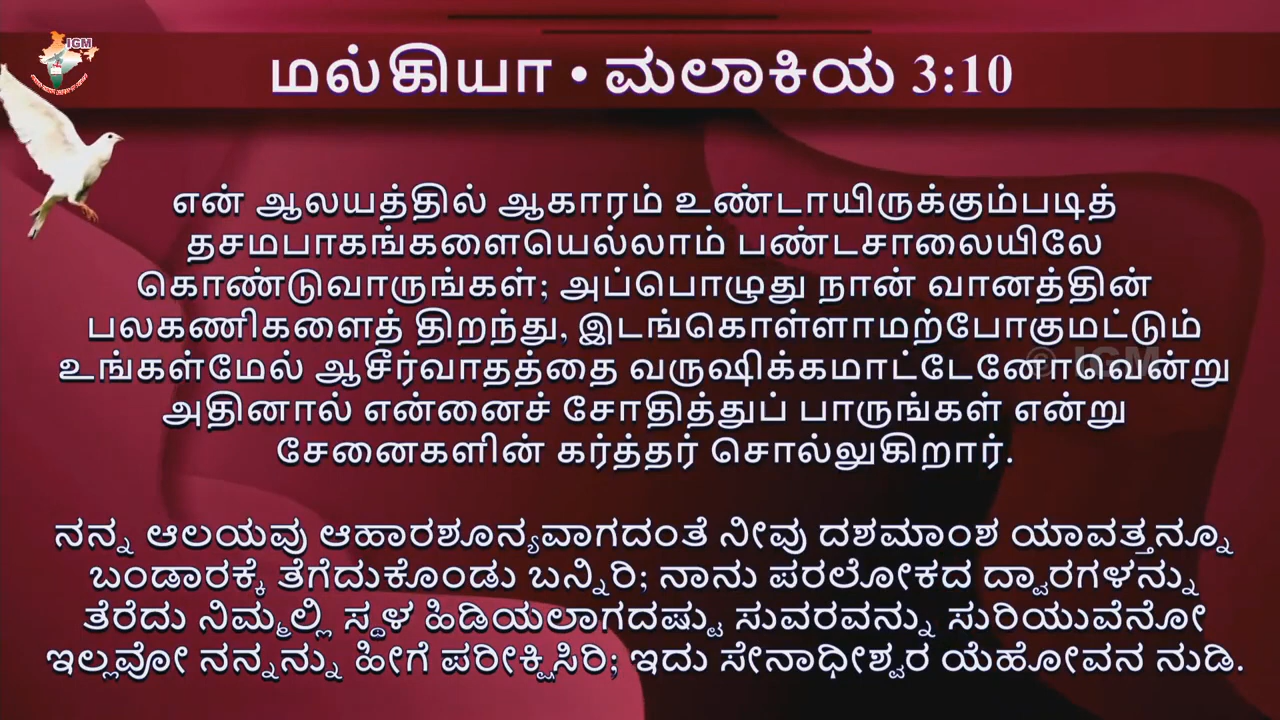 IGM
மல்கியா • ಮಲಾಕಿಯ 3:10
என் ஆலயத்தில் ஆகாரம் உண்டாயிருக்கும்படித்
தசமபாகங்களையெல்லாம் பண்டசாலையிலே
கொண்டுவாருங்கள்; அப்பொழுது நான் வானத்தின்
பலகணிகளைத் திறந்து, இடங்கொள்ளாமற்போகுமட்டும்
உங்கள்மேல் ஆசீர்வாதத்தை வருஷிக்கமாட்டேனோவென்று
© IGM
அதினால் என்னைச் சோதித்துப் பாருங்கள் என்று
சேனைகளின் கர்த்தர் சொல்லுகிறார்.
ನನ್ನ ಆಲಯವು ಆಹಾರಶೂನ್ಯವಾಗದಂತೆ ನೀವು ದಶಮಾಂಶ ಯಾವತ್ತನ್ನೂ
ಬಂಡಾರಕ್ಕೆ ತೆಗೆದುಕೊಂಡು ಬನ್ನಿರಿ; ನಾನು ಪರಲೋಕದ ದ್ವಾರಗಳನ್ನು
ತೆರೆದು ನಿಮ್ಮಲ್ಲಿ ಸ್ಥಳ ಹಿಡಿಯಲಾಗದಷ್ಟು ಸುವರವನ್ನು ಸುರಿಯುವೆನೋ
ಇಲ್ಲವೋ ನನ್ನನ್ನು ಹೀಗೆ ಪರೀಕ್ಷಿಸಿರಿ; ಇದು ಸೇನಾಧೀಶ್ವರ ಯೆಹೋವನ ನುಡಿ.